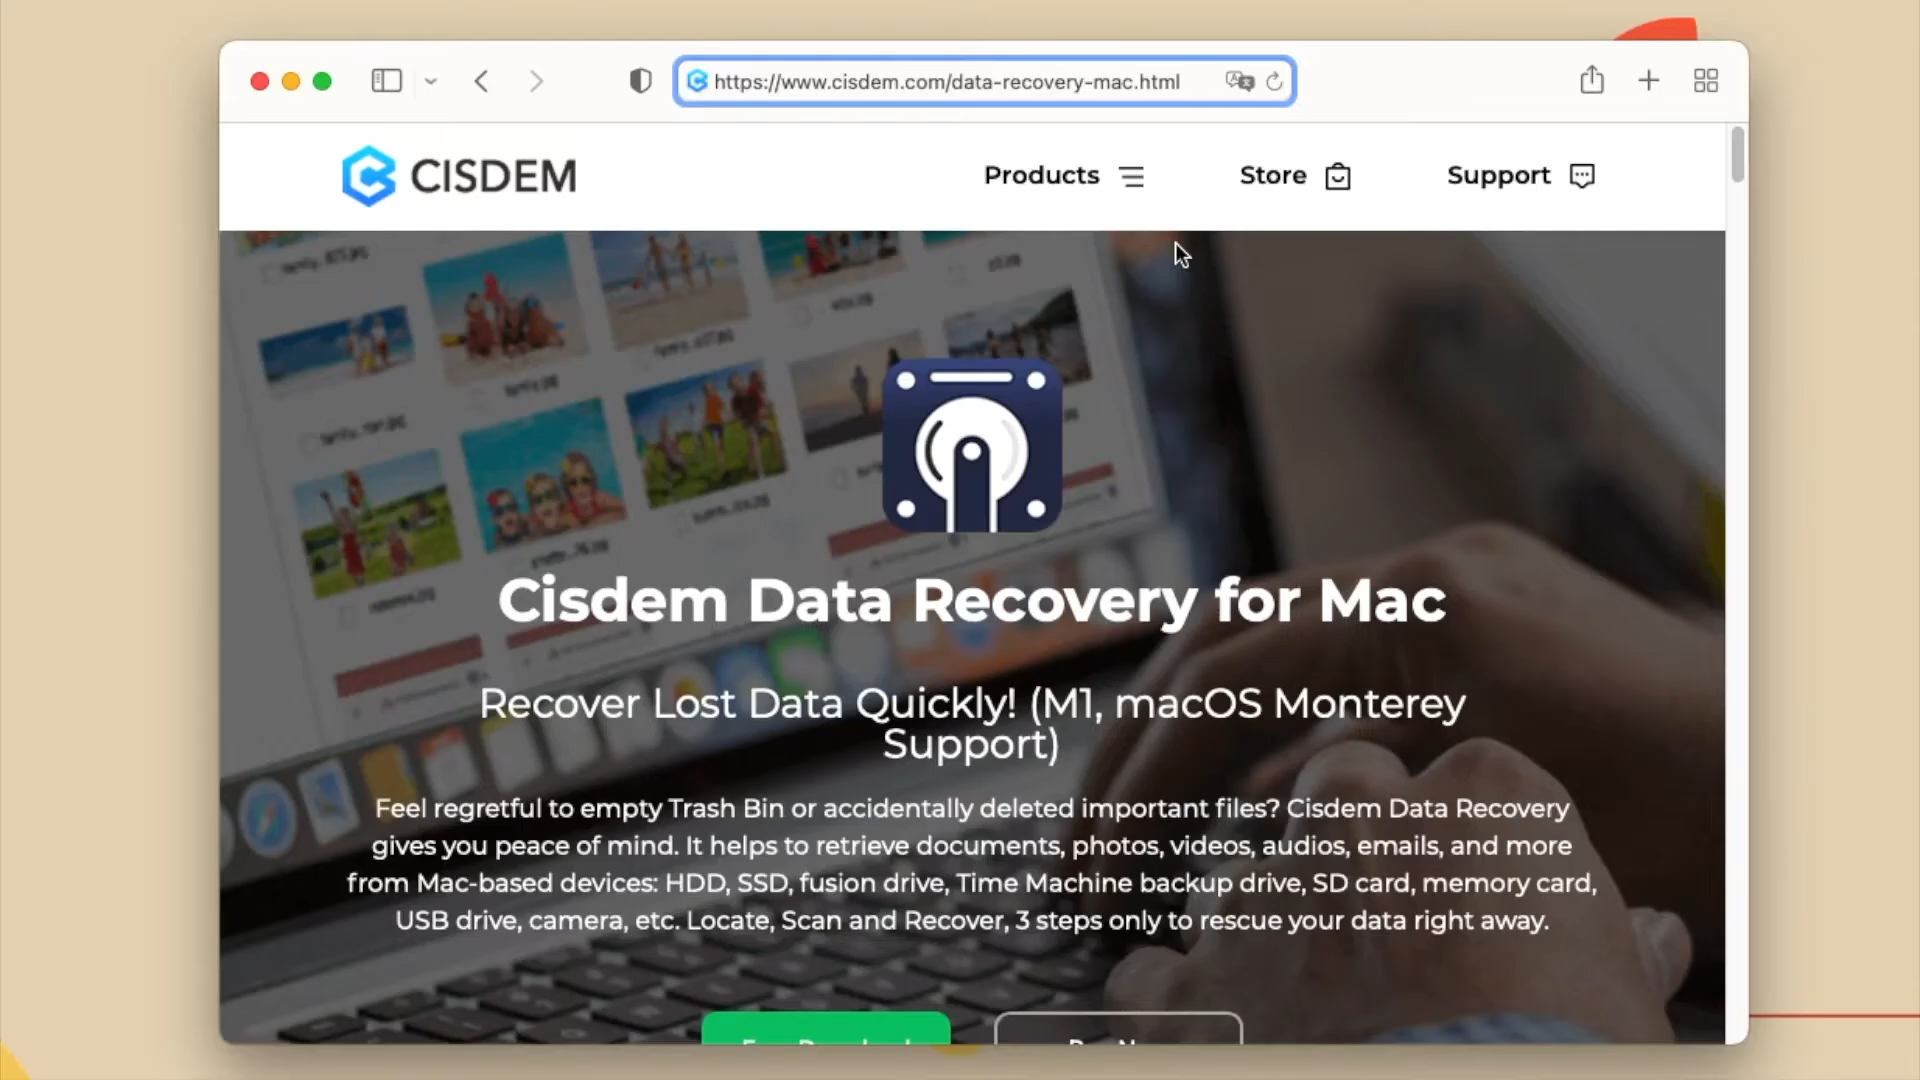 https://www.cisdem.com/data-recovery-mac.html
CISDEM
Products
Store
Support
Cisdem Data Recovery for Mac
Recover Lost Data Quickly! (M1, macOS Monterey
Support)
Feel regretful to empty Trash Bin or accidentally deleted important files? Cisdem Data Recovery
gives you peace of mind. It helps to retrieve documents, photos, videos, audios, emails, and more
from Mac-based devices: HDD, SSD, fusion drive, Time Machine backup drive, SD card, memory card,
USB drive, camera, etc. Locate, Scan and Recover, 3 steps only to rescue your data right away.